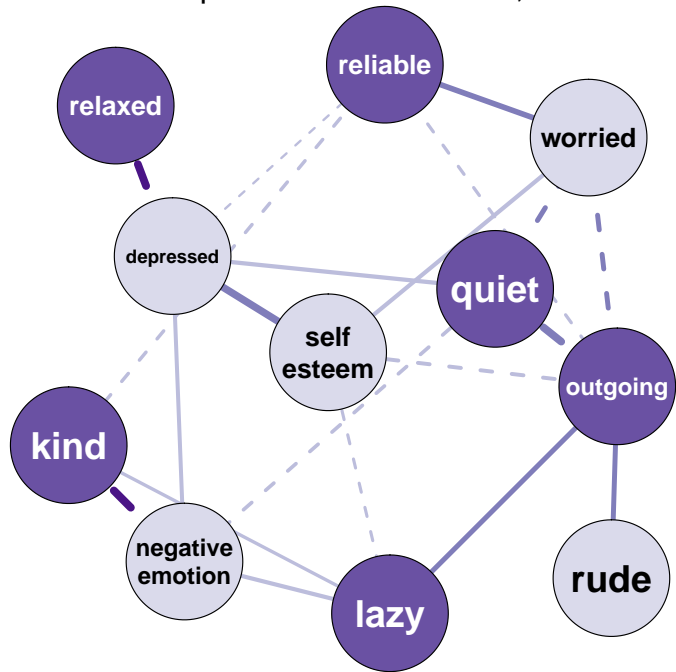 reliable
relaxed
worried
depressed
quiet
self
esteem
outgoing
kind
negative
emotion
rude
lazy